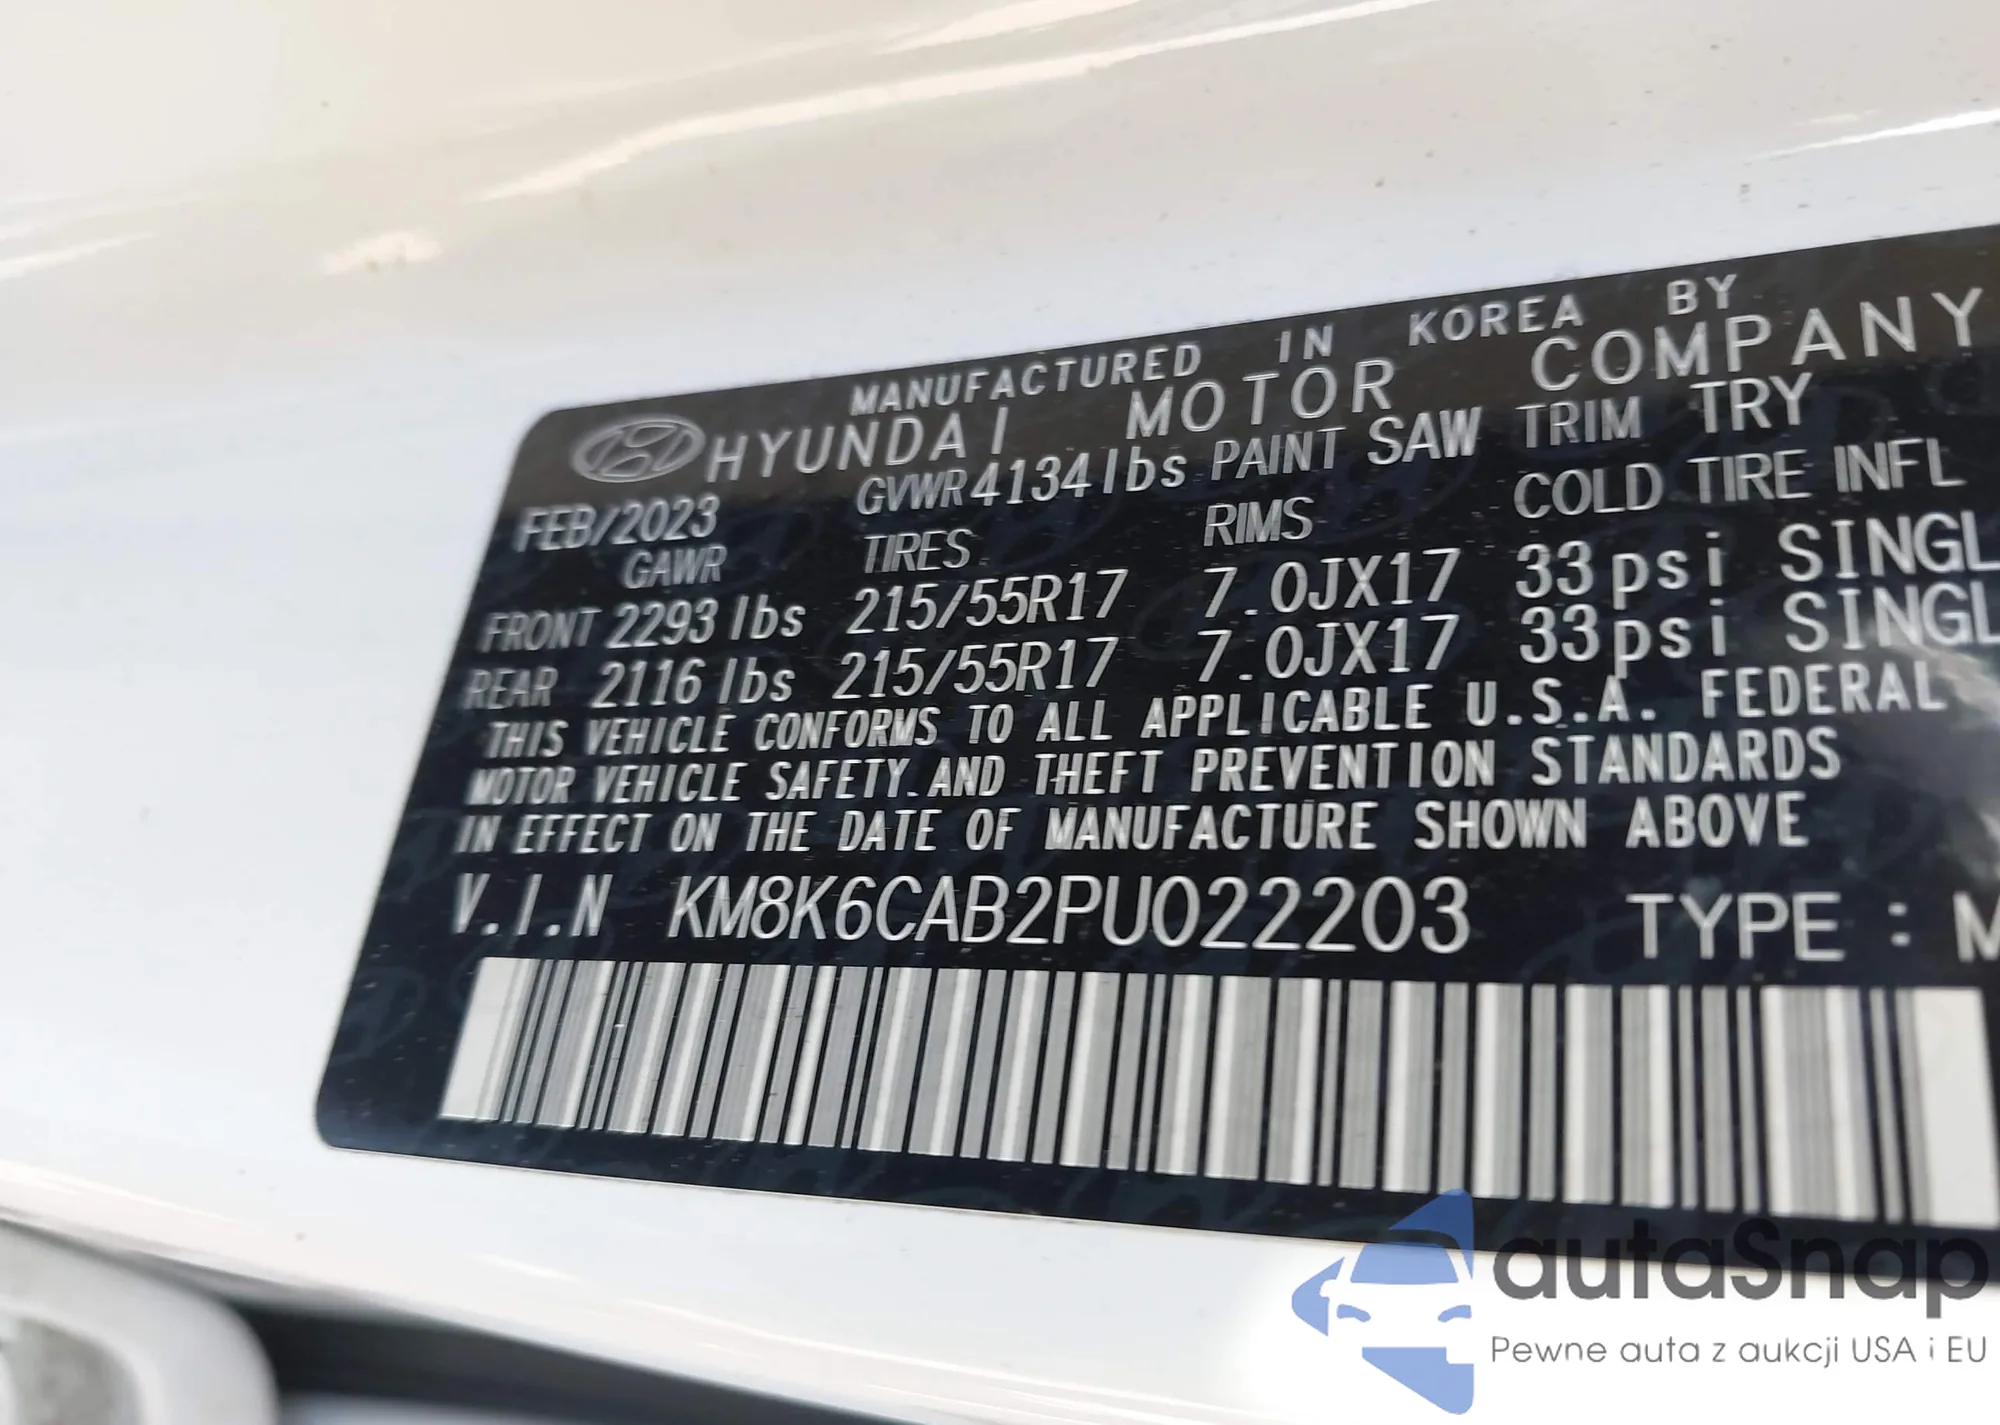 MANUFACTURED IN KOREA BY
HYUNDAI MOTOR COMPANY
FEB/2023 GVWR 4134 lbs PAINT SAW TRIM TRY
GAWR TIRES RIMS COLD TIRE INFL
FRONT 2293 lbs 215/55R17 7.0JX17 33psi SINGL
REAR 2116 lbs 215/55R17 7.0JX17 33psi SINGL
THIS VEHICLE CONFORMS TO ALL APPLICABLE U.S.A. FEDERAL
MOTOR VEHICLE SAFETY AND THEFT PREVENTION STANDARDS
IN EFFECT ON THE DATE OF MANUFACTURE SHOWN ABOVE
V.I.N KM8K6CAB2PU022203 TYPE : M
autaSnap
Pewne auta z aukcji USA i EU